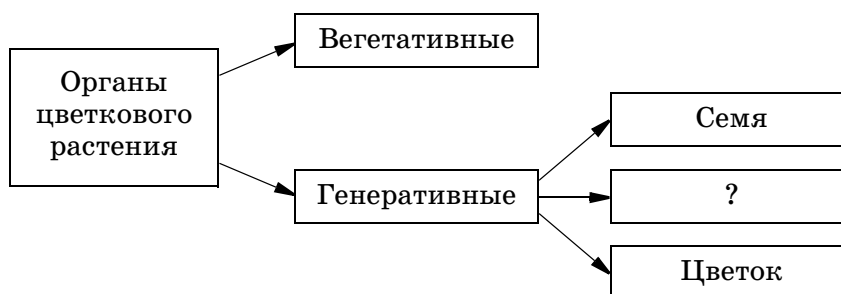 Вегетативные
Органы
цветкового
растения
Семя
Генеративные
?
Цветок